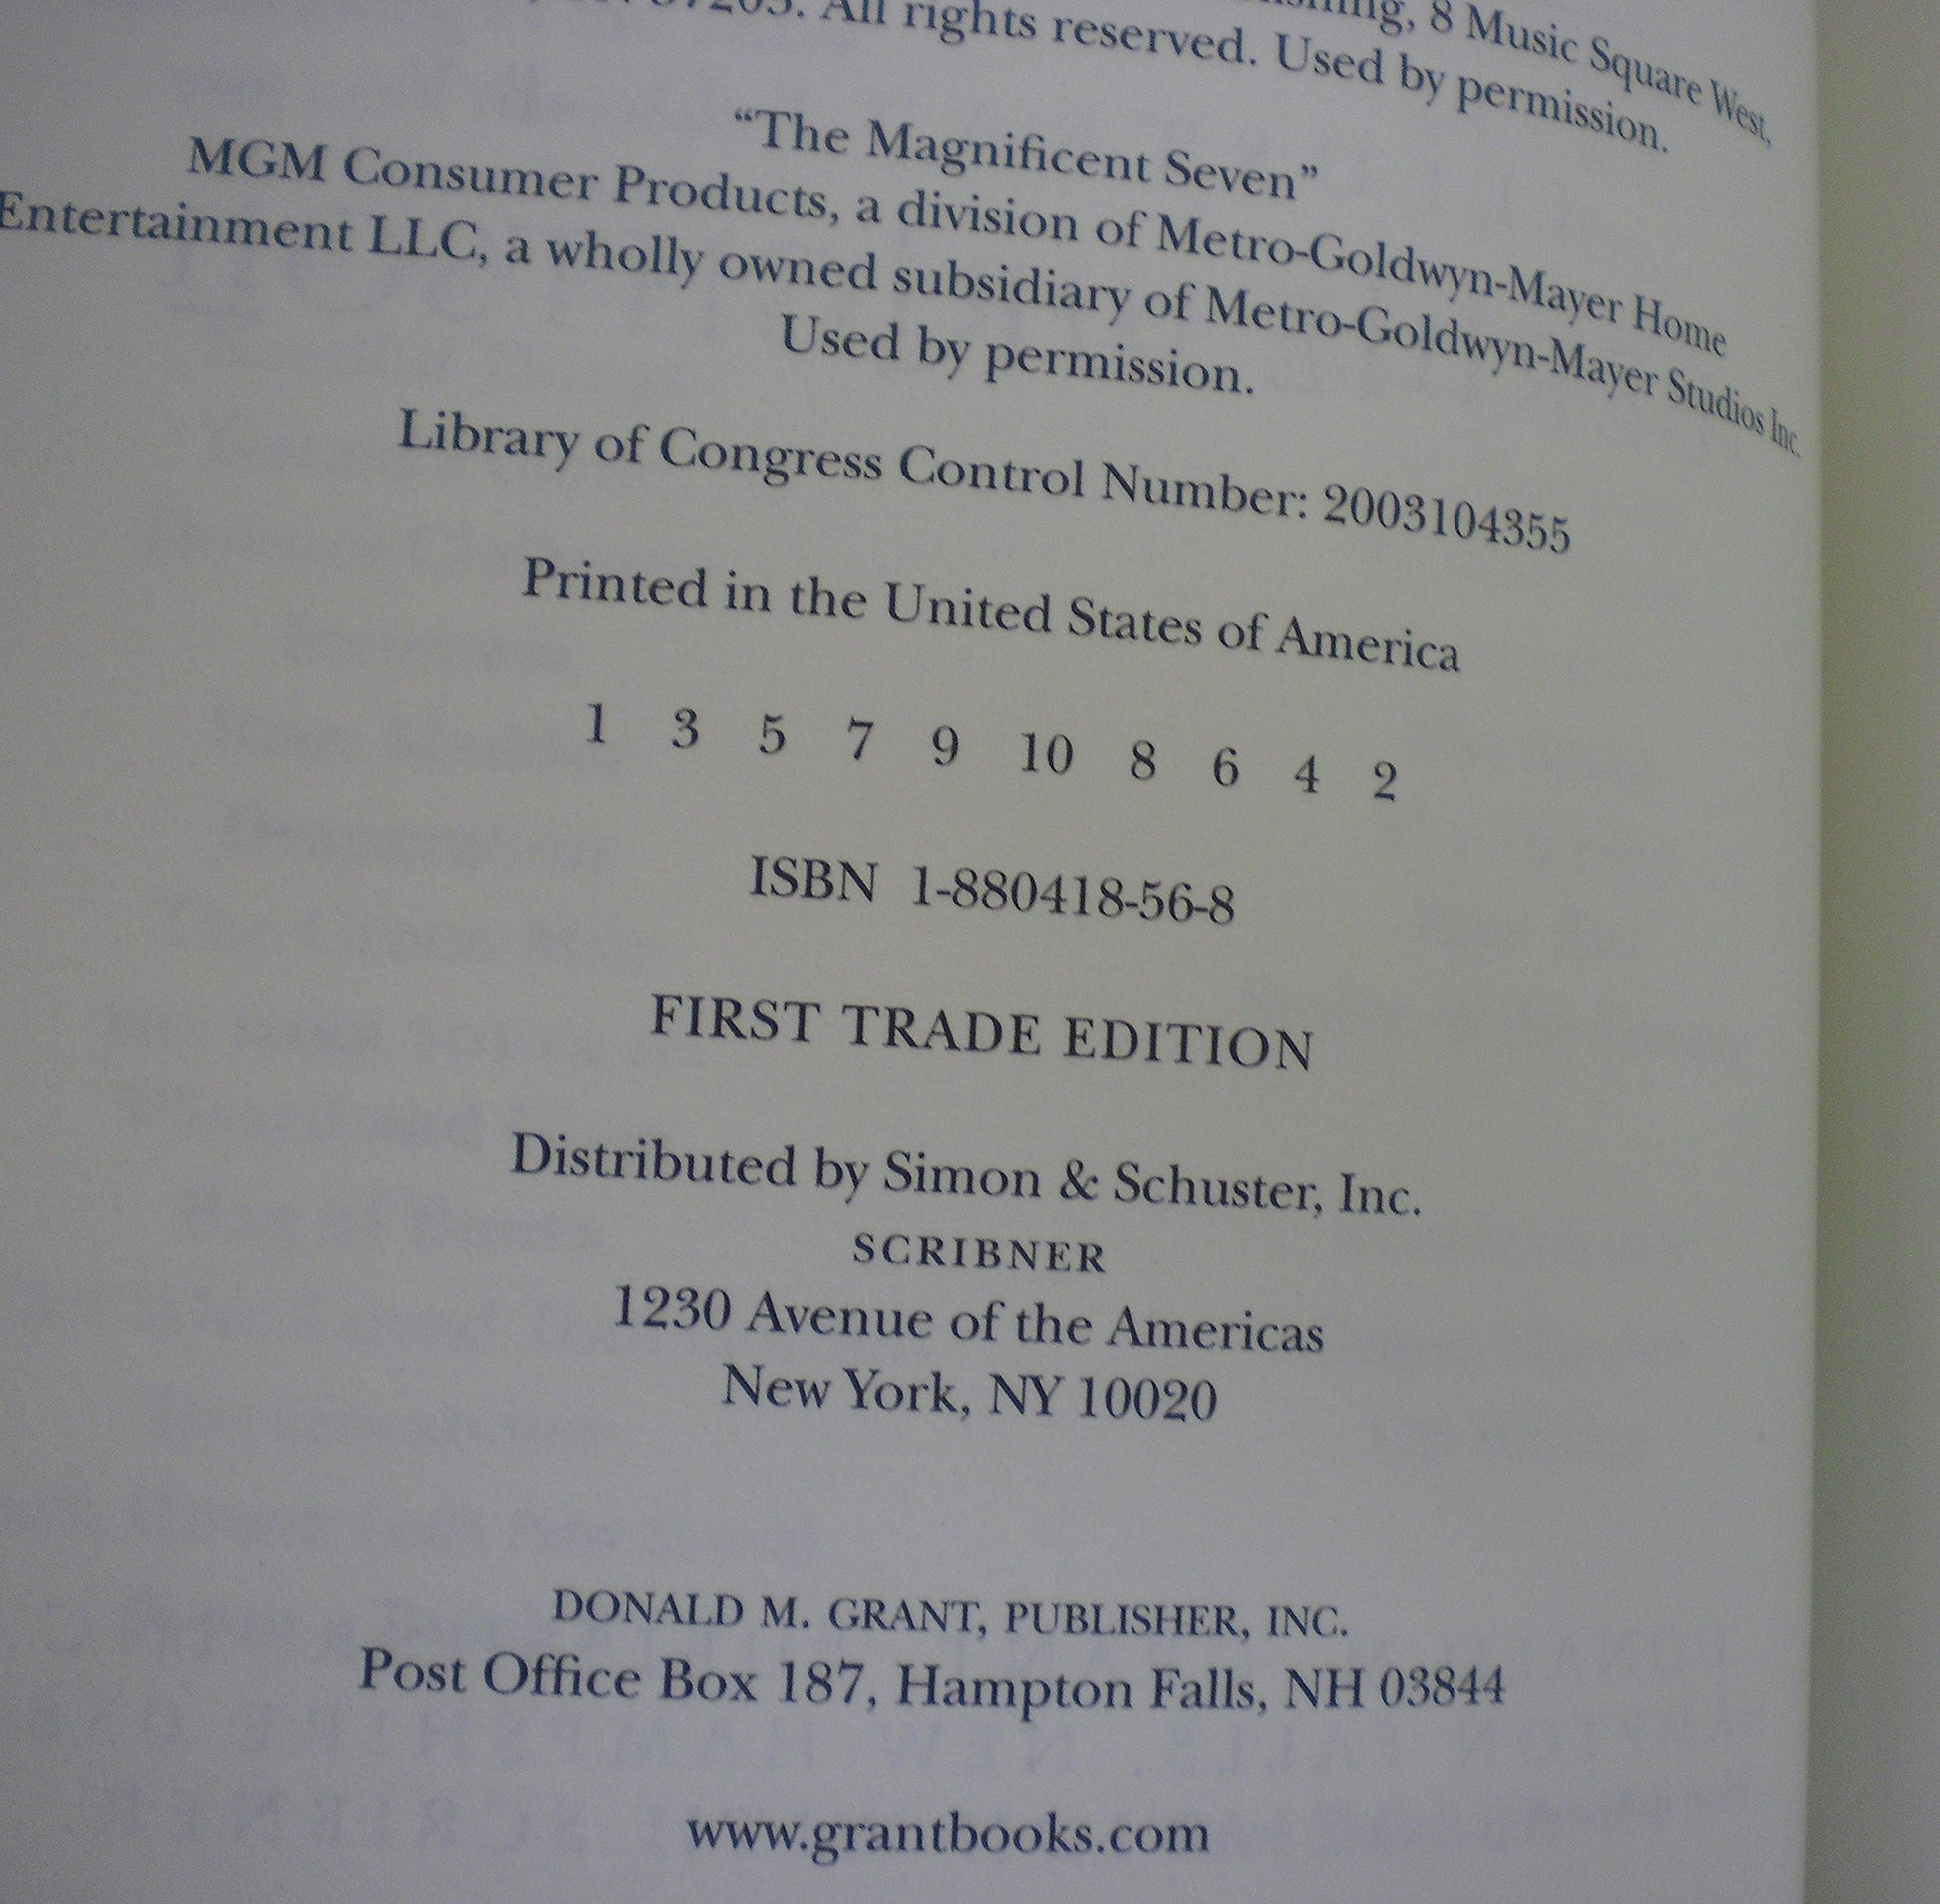 8 Music Square West,
All rights reserved. Used by permission.
“The Magnificent Seven”
MGM Consumer Products, a division of Metro-Goldwyn-Mayer Home
Entertainment LLC, a wholly owned subsidiary of Metro-Goldwyn-Mayer Studios Inc.
Used by permission.
Library of Congress Control Number: 2003104355
Printed in the United States of America
1 3 5 7 9 10 8 6 4 2
ISBN 1-880418-56-8
FIRST TRADE EDITION
Distributed by Simon & Schuster, Inc.
SCRIBNER
1230 Avenue of the Americas
New York, NY 10020
DONALD M. GRANT, PUBLISHER, INC.
Post Office Box 187, Hampton Falls, NH 03844
www.grantbooks.com